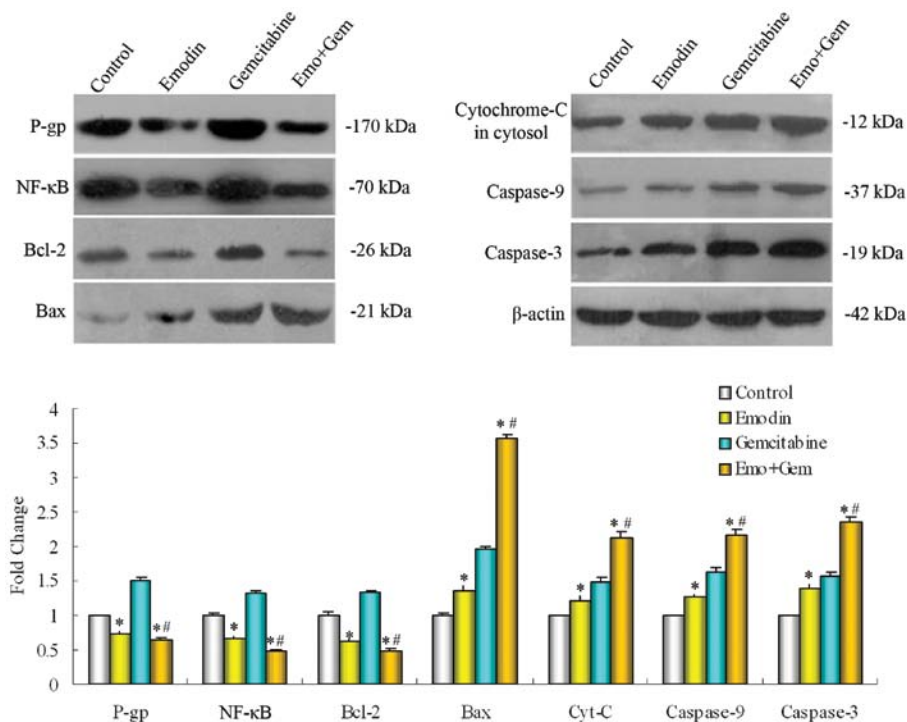 Control Emodin Gemcitabine Emo+Gem
P-gp -170 kDa
NF-κB -70 kDa
Bcl-2 -26 kDa
Bax -21 kDa
Control Emodin Gemcitabine Emo+Gem
Cytochrome-C
in cytosol -12 kDa
Caspase-9 -37 kDa
Caspase-3 -19 kDa
β-actin -42 kDa
Control
Emodin
Gemcitabine
Emo+Gem
Fold Change
4
3.5
3
2.5
2
1.5
1
0.5
0
* *#
* *#
* *#
* *#
* *#
* *#
* *#
P-gp NF-κB Bcl-2 Bax Cyt-C Caspase-9 Caspase-3